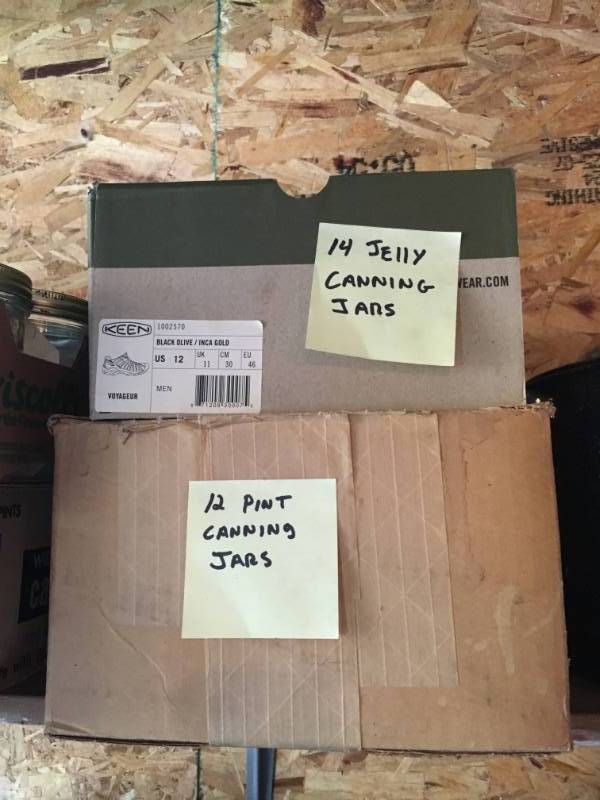 14 JEllY
CANNING
JARS
WEAR.COM
KEEN
1002570
BLACK OLIVE / INCA GOLD
US 12
UK 11
CM 30
EU 46
MEN
VOYAGEUR
12 PINT
CANNING
JARS
PINTS